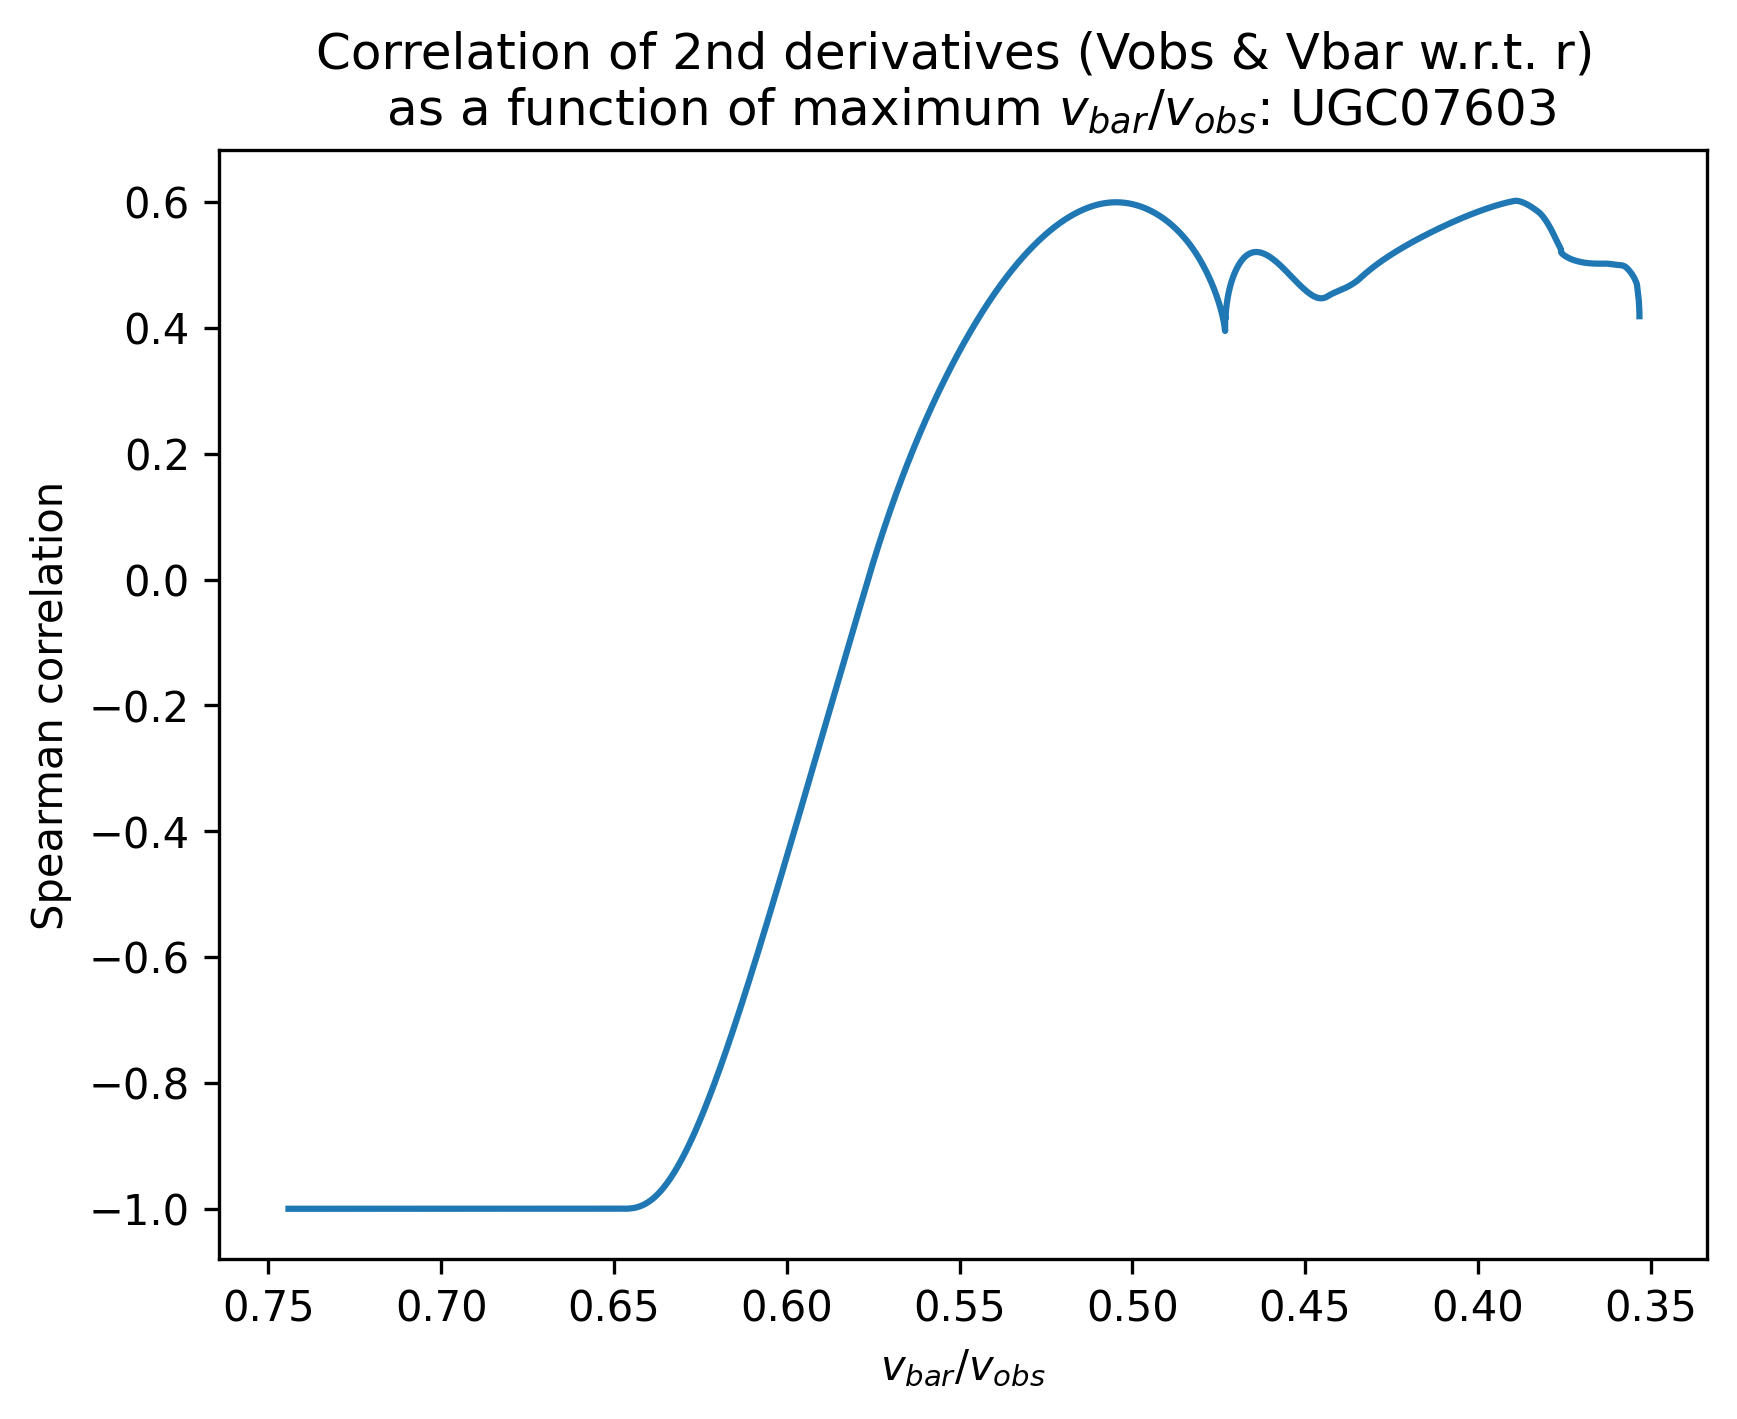 Correlation of 2nd derivatives (Vobs & Vbar w.r.t. r)
as a function of maximum v_bar/v_obs: UGC07603
0.6
0.4
0.2
0.0
−0.2
−0.4
−0.6
−0.8
−1.0
Spearman correlation
0.75 0.70 0.65 0.60 0.55 0.50 0.45 0.40 0.35
v_bar/v_obs